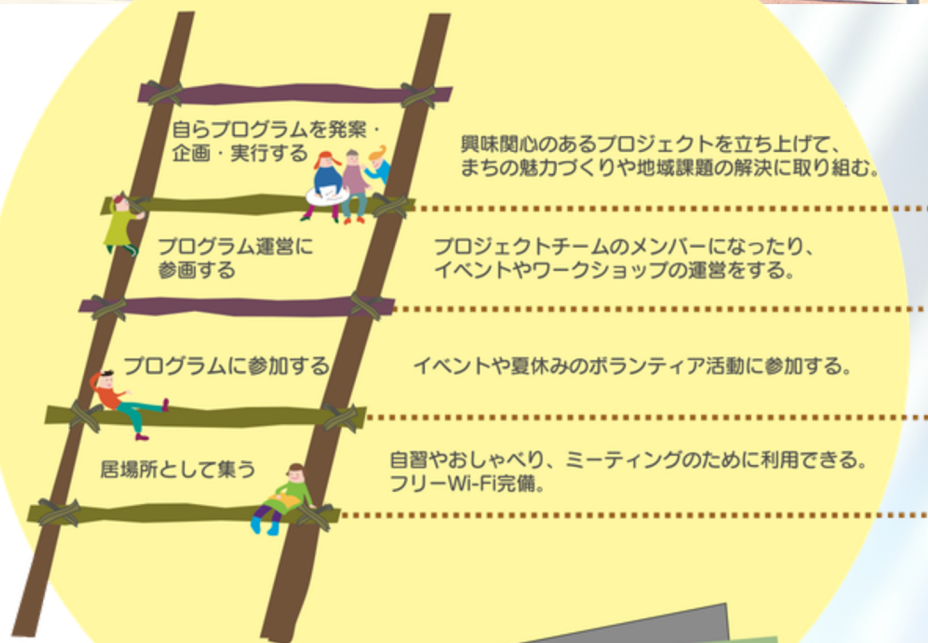 自らプログラムを発案・
企画・実行する
興味関心のあるプロジェクトを立ち上げて、
まちの魅力づくりや地域課題の解決に取り組む。
プログラム運営に
参画する
プロジェクトチームのメンバーになったり、
イベントやワークショップの運営をする。
プログラムに参加する
イベントや夏休みのボランティア活動に参加する。
居場所として集う
自習やおしゃべり、ミーティングのために利用できる。
フリーWi-Fi完備。